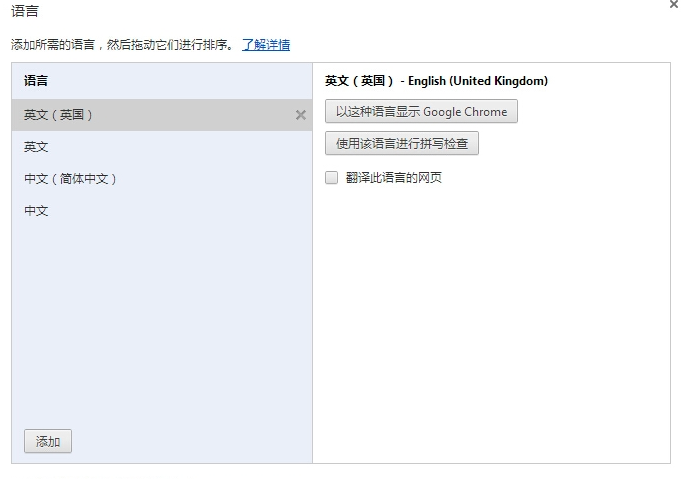 语言
添加所需的语言，然后拖动它们进行排序。 了解详情
语言
英文（英国）
英文
中文（简体中文）
中文
添加
英文（英国） - English (United Kingdom)
以这种语言显示 Google Chrome
使用该语言进行拼写检查
翻译此语言的网页